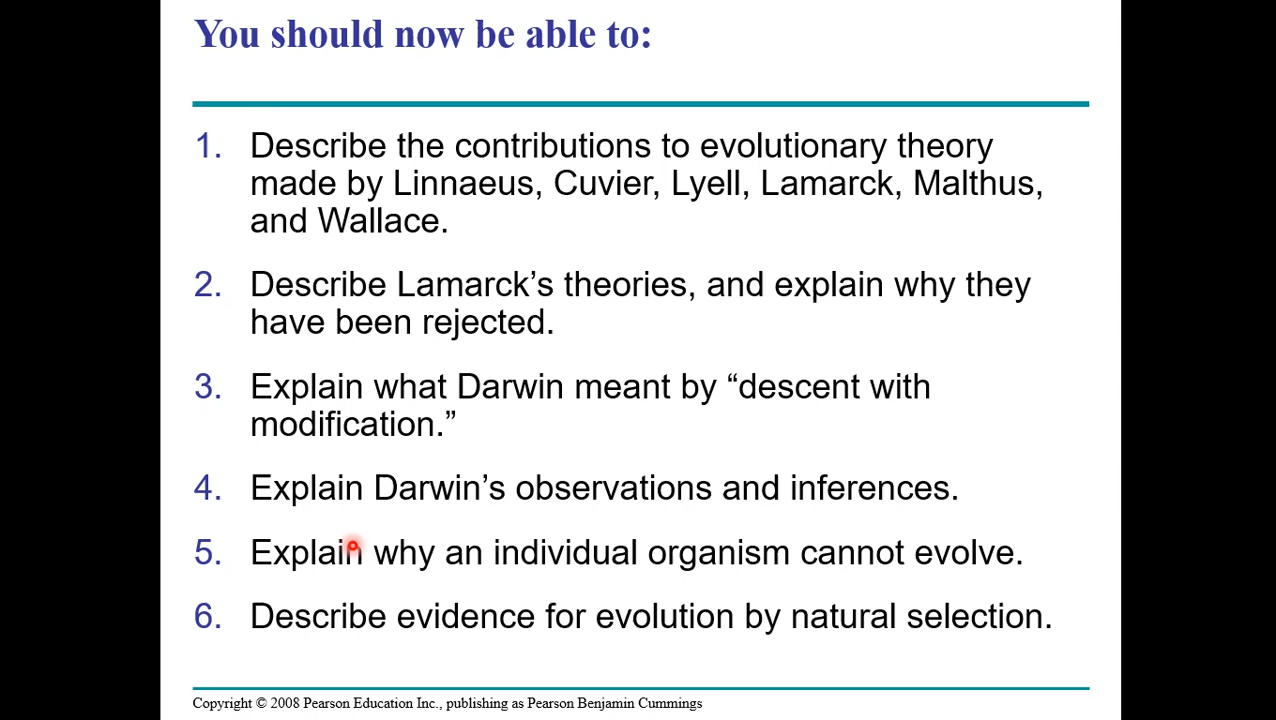 You should now be able to:
1. Describe the contributions to evolutionary theory
made by Linnaeus, Cuvier, Lyell, Lamarck, Malthus,
and Wallace.
2. Describe Lamarck’s theories, and explain why they
have been rejected.
3. Explain what Darwin meant by “descent with
modification.”
4. Explain Darwin’s observations and inferences.
5. Explain why an individual organism cannot evolve.
6. Describe evidence for evolution by natural selection.
Copyright © 2008 Pearson Education Inc., publishing as Pearson Benjamin Cummings